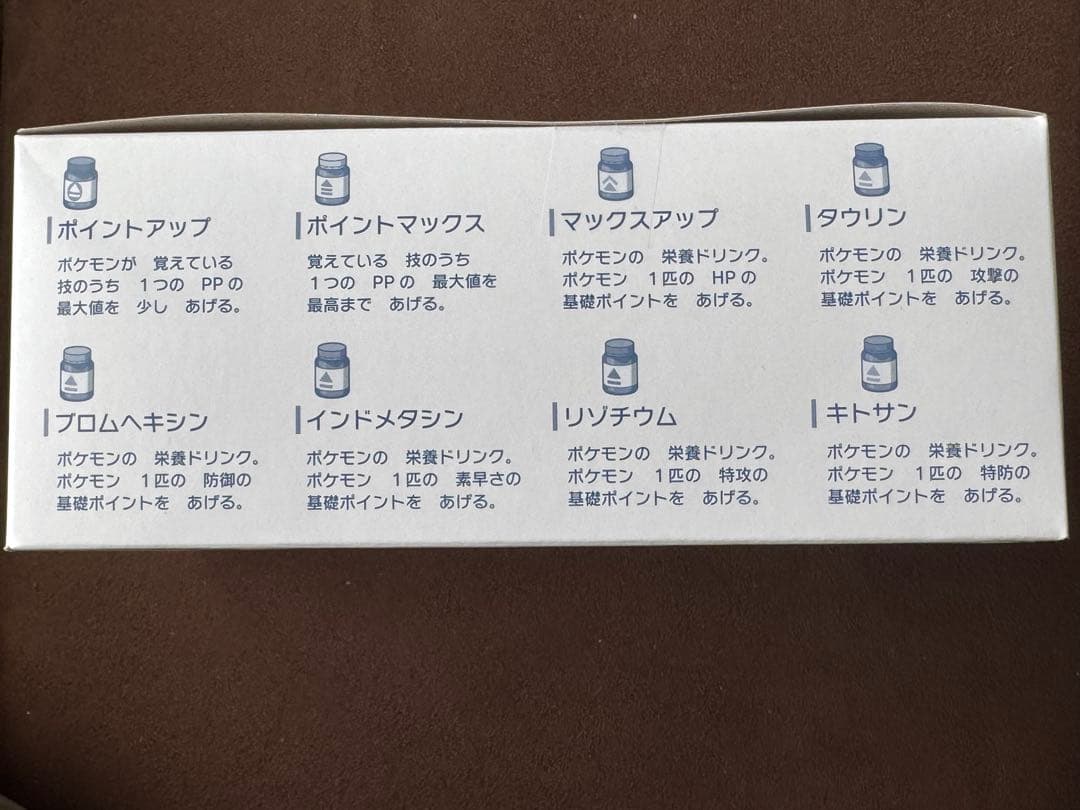 ポイントアップ
ポケモンが 覚えている
技のうち 1つの PPの
最大値を 少し あげる。
ポイントマックス
覚えている 技のうち
1つの PPの 最大値を
最高まで あげる。
マックスアップ
ポケモンの 栄養ドリンク。
ポケモン 1匹の HPの
基礎ポイントを あげる。
タウリン
ポケモンの 栄養ドリンク。
ポケモン 1匹の 攻撃の
基礎ポイントを あげる。
ブロムヘキシン
ポケモンの 栄養ドリンク。
ポケモン 1匹の 防御の
基礎ポイントを あげる。
インドメタシン
ポケモンの 栄養ドリンク。
ポケモン 1匹の 素早さの
基礎ポイントを あげる。
リゾチウム
ポケモンの 栄養ドリンク。
ポケモン 1匹の 特攻の
基礎ポイントを あげる。
キトサン
ポケモンの 栄養ドリンク。
ポケモン 1匹の 特防の
基礎ポイントを あげる。